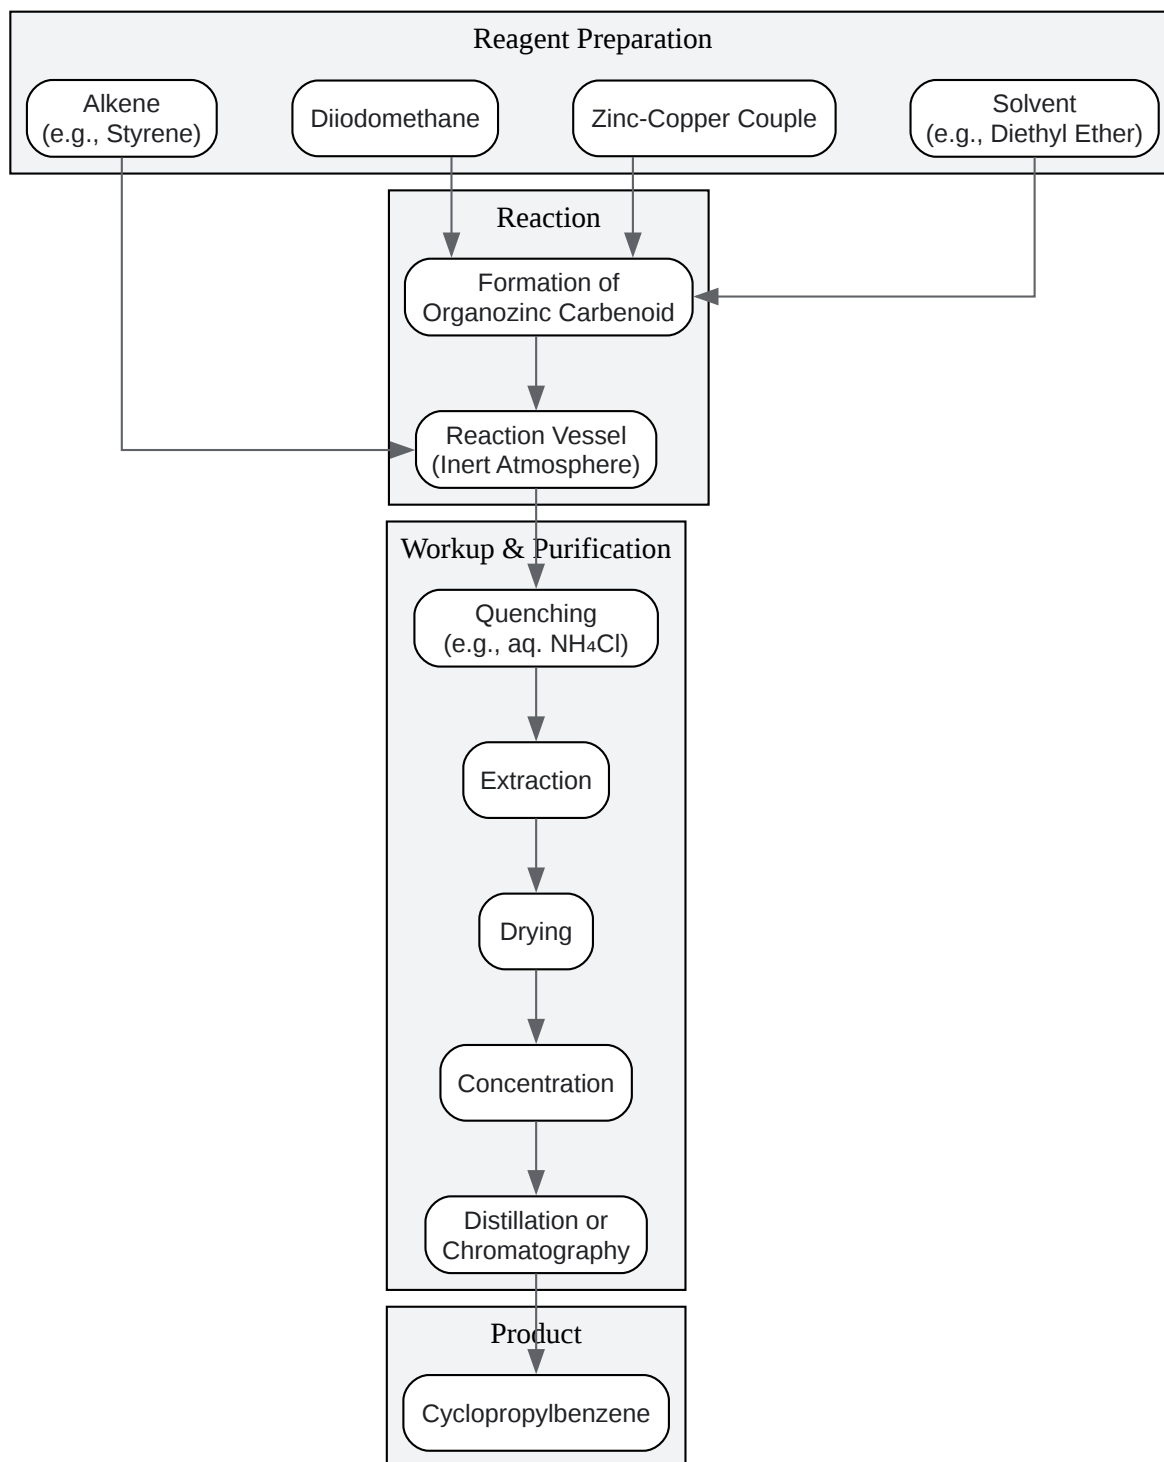 Reagent Preparation
Alkene
(e.g., Styrene)
Diiodomethane
Zinc-Copper Couple
Solvent
(e.g., Diethyl Ether)
Reaction
Formation of
Organozinc Carbenoid
Reaction Vessel
(Inert Atmosphere)
Workup & Purification
Quenching
(e.g., aq. NH₄Cl)
Extraction
Drying
Concentration
Distillation or
Chromatography
Product
Cyclopropylbenzene